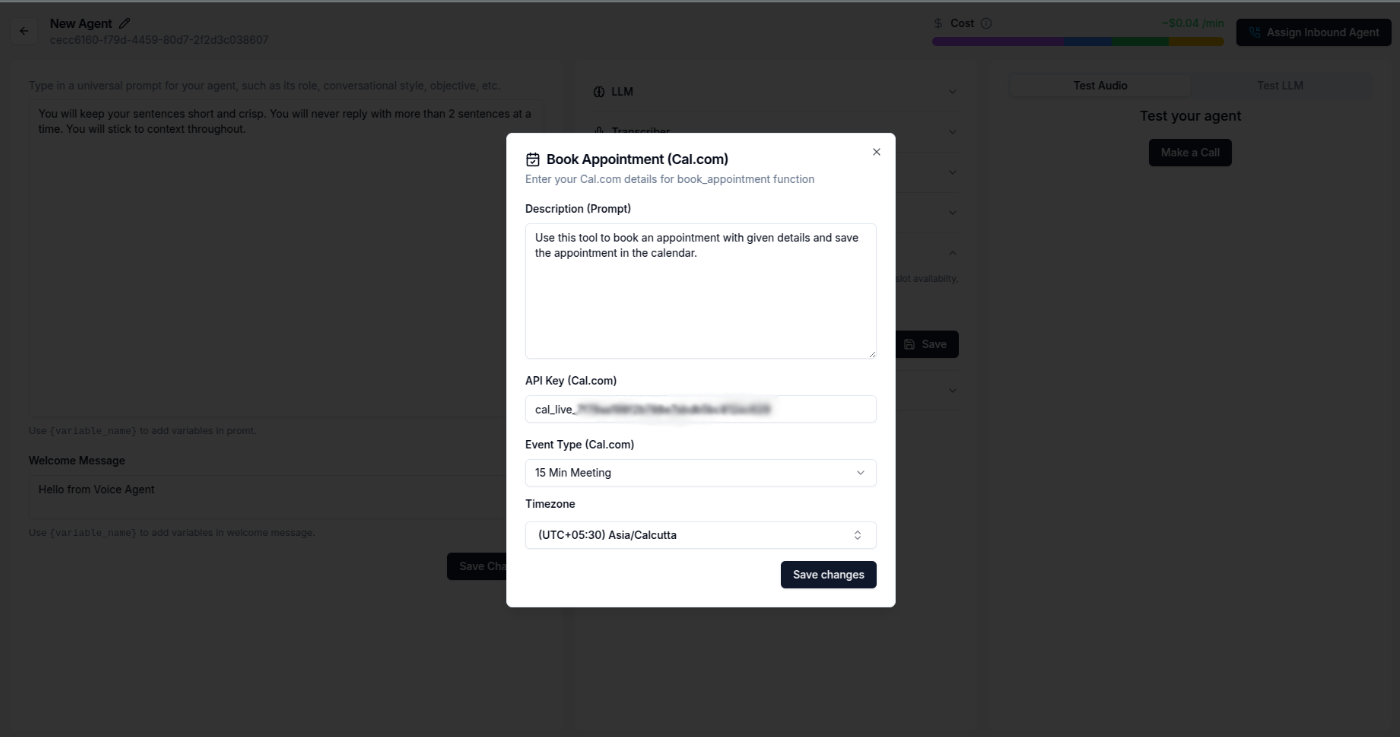 New Agent
cecc6160-f79d-4459-80d7-2f2d3c038607
Cost
~$0.04 /min
Assign Inbound Agent
Type in a universal prompt for your agent, such as its role, conversational style, objective, etc.
You will keep your sentences short and crisp. You will never reply with more than 2 sentences at a
time. You will stick to context throughout.
Use {variable_name} to add variables in promt.
Welcome Message
Hello from Voice Agent
Use {variable_name} to add variables in welcome message.
Save Cha
LLM
Transcriber
slot availability,
Save
Book Appointment (Cal.com)
Enter your Cal.com details for book_appointment function
Description (Prompt)
Use this tool to book an appointment with given details and save
the appointment in the calendar.
API Key (Cal.com)
cal_live_
Event Type (Cal.com)
15 Min Meeting
Timezone
(UTC+05:30) Asia/Calcutta
Save changes
Test Audio
Test LLM
Test your agent
Make a Call